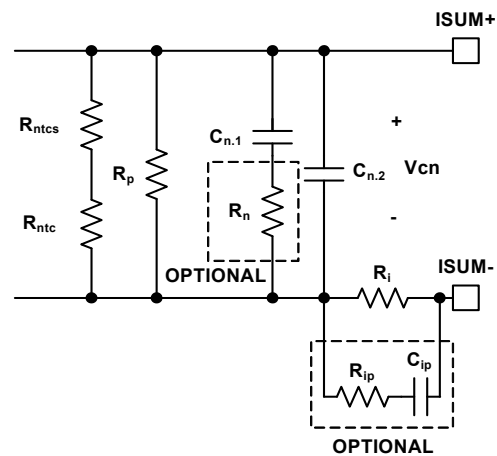 ISUM+
Rntcs
Cn.1
+
Rp
Cn.2
Vcn
Rntc
Rn
-
OPTIONAL
Ri
ISUM-
Rip
Cip
OPTIONAL